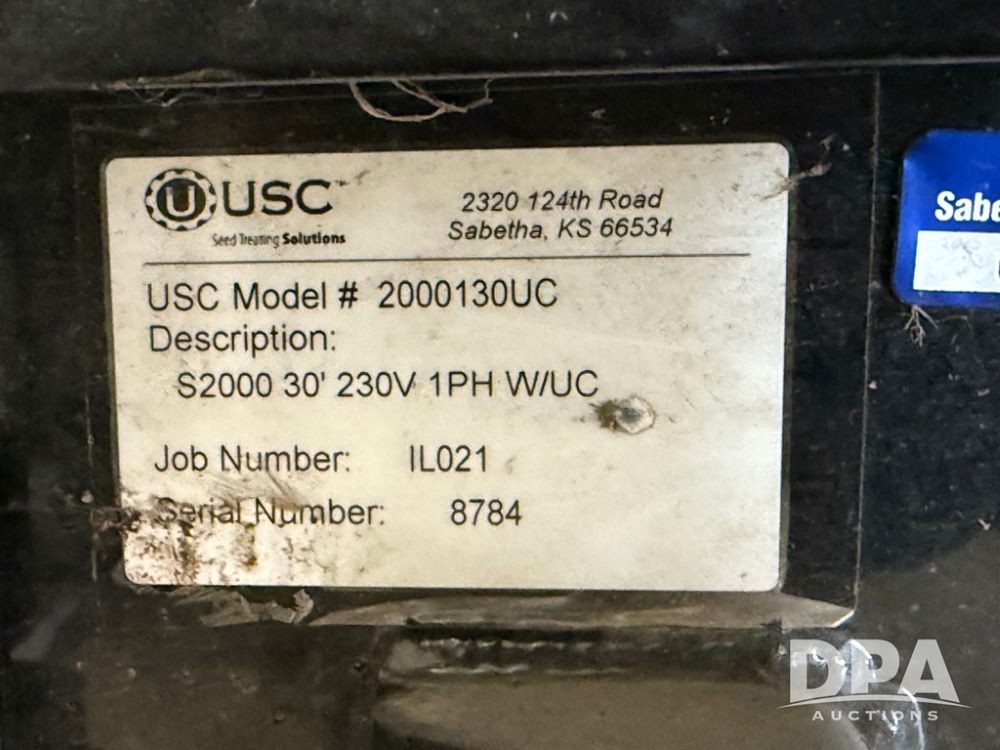 U USC™
Seed Treating Solutions
2320 124th Road
Sabetha, KS 66534
USC Model # 2000130UC
Description:
S2000 30' 230V 1PH W/UC
Job Number: IL021
Serial Number: 8784
Sabe
DPA
AUCTIONS